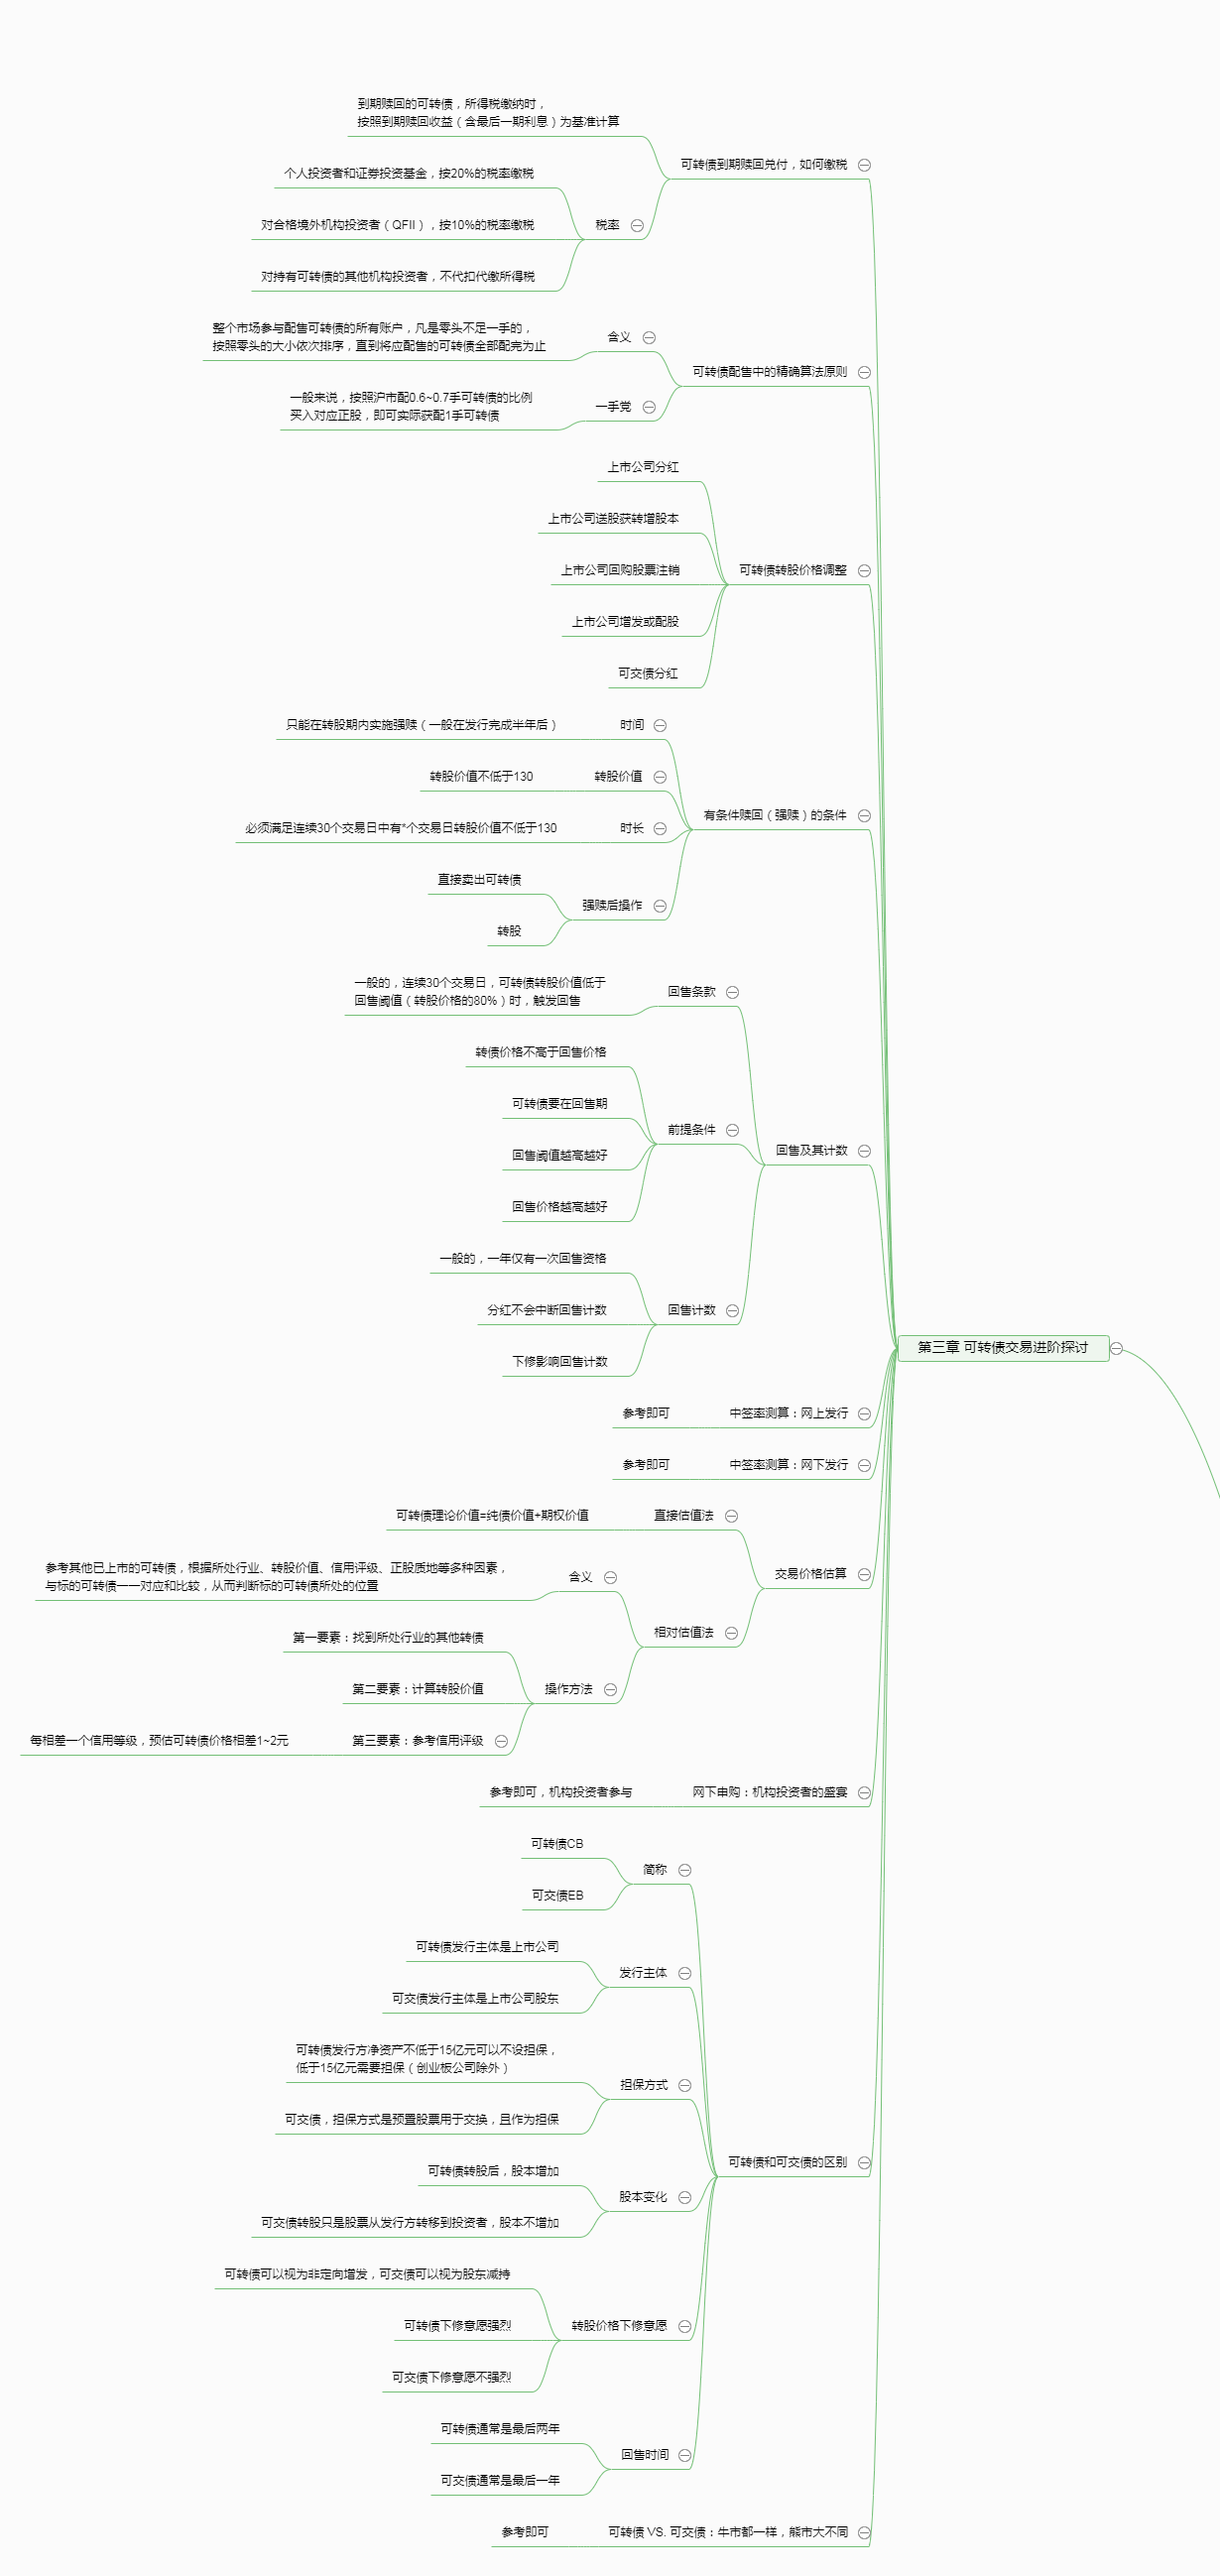 第三章 可转债交易进阶探讨
可转债到期赎回兑付，如何缴税
到期赎回的可转债，所得税缴纳时，
按照到期赎回收益（含最后一期利息）为基准计算
税率
个人投资者和证券投资基金，按20%的税率缴税
对合格境外机构投资者（QFII），按10%的税率缴税
对持有可转债的其他机构投资者，不代扣代缴所得税
可转债配售中的精确算法原则
含义
整个市场参与配售可转债的所有账户，凡是零头不足一手的，
按照零头的大小依次排序，直到将应配售的可转债全部配完为止
一手党
一般来说，按照沪市配0.6~0.7手可转债的比例
买入对应正股，即可实际获配1手可转债
可转债转股价格调整
上市公司分红
上市公司送股获转增股本
上市公司回购股票注销
上市公司增发或配股
可交债分红
有条件赎回（强赎）的条件
时间
只能在转股期内实施强赎（一般在发行完成半年后）
转股价值
转股价值不低于130
时长
必须满足连续30个交易日中有*个交易日转股价值不低于130
强赎后操作
直接卖出可转债
转股
回售及其计数
回售条款
一般的，连续30个交易日，可转债转股价值低于
回售阈值（转股价格的80%）时，触发回售
前提条件
转债价格不高于回售价格
可转债要在回售期
回售阈值越高越好
回售价格越高越好
回售计数
一般的，一年仅有一次回售资格
分红不会中断回售计数
下修影响回售计数
中签率测算：网上发行
参考即可
中签率测算：网下发行
参考即可
交易价格估算
直接估值法
可转债理论价值=纯债价值+期权价值
相对估值法
含义
参考其他已上市的可转债，根据所处行业、转股价值、信用评级、正股质地等多种因素，
与标的可转债一一对应和比较，从而判断标的可转债所处的位置
操作方法
第一要素：找到所处行业的其他转债
第二要素：计算转股价值
第三要素：参考信用评级
每相差一个信用等级，预估可转债价格相差1~2元
网下申购：机构投资者的盛宴
参考即可，机构投资者参与
可转债和可交债的区别
简称
可转债CB
可交债EB
发行主体
可转债发行主体是上市公司
可交债发行主体是上市公司股东
担保方式
可转债发行方净资产不低于15亿元可以不设担保，
低于15亿元需要担保（创业板公司除外）
可交债，担保方式是预置股票用于交换，且作为担保
股本变化
可转债转股后，股本增加
可交债转股只是股票从发行方转移到投资者，股本不增加
转股价格下修意愿
可转债可以视为非定向增发，可交债可以视为股东减持
可转债下修意愿强烈
可交债下修意愿不强烈
回售时间
可转债通常是最后两年
可交债通常是最后一年
可转债 VS. 可交债：牛市都一样，熊市大不同
参考即可